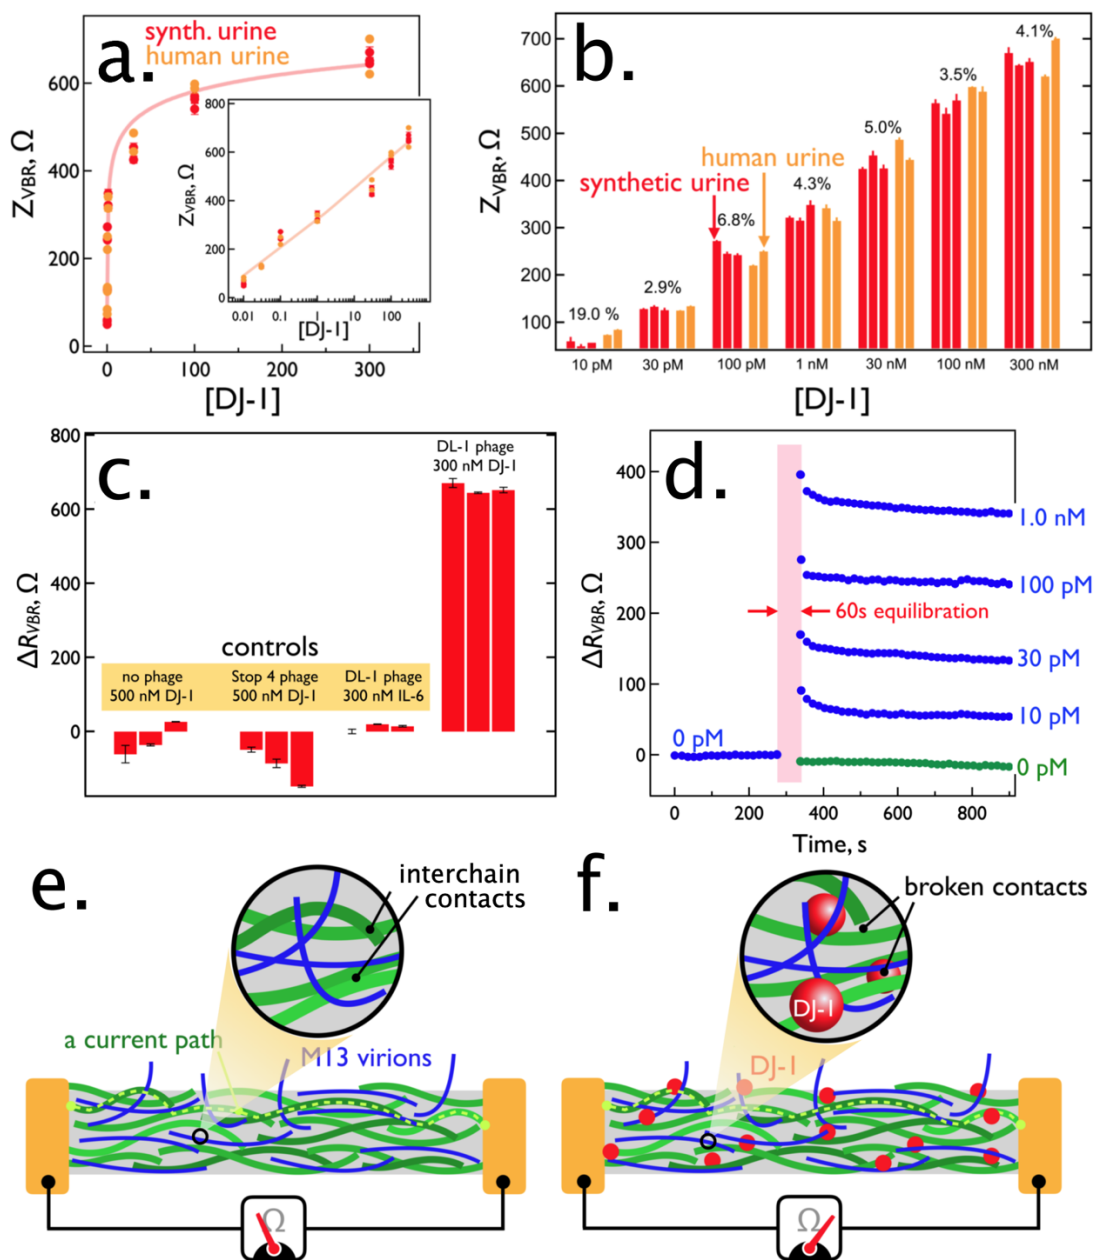 a.
synth. urine
human urine
Z_VBR, Ω
600
400
200
0
0
100
200
300
[DJ-1]
Z_VBR, Ω
800
600
400
200
0
0.01
0.1
1
10
100
[DJ-1]
b.
Z_VBR, Ω
700
600
500
400
300
200
100
19.0 %
2.9%
6.8%
4.3%
5.0%
3.5%
4.1%
synthetic urine
human urine
10 pM
30 pM
100 pM
1 nM
30 nM
100 nM
300 nM
[DJ-1]
c.
ΔR_VBR, Ω
800
600
400
200
0
controls
no phage
500 nM DJ-1
Stop 4 phage
500 nM DJ-1
DL-1 phage
300 nM IL-6
DL-1 phage
300 nM DJ-1
d.
ΔR_VBR, Ω
400
300
200
100
0
0 pM
60s equilibration
1.0 nM
100 pM
30 pM
10 pM
0 pM
0
200
400
600
800
Time, s
e.
interchain
contacts
a current path
M13 virions
Ω
f.
broken contacts
DJ-1
DJ-1
Ω